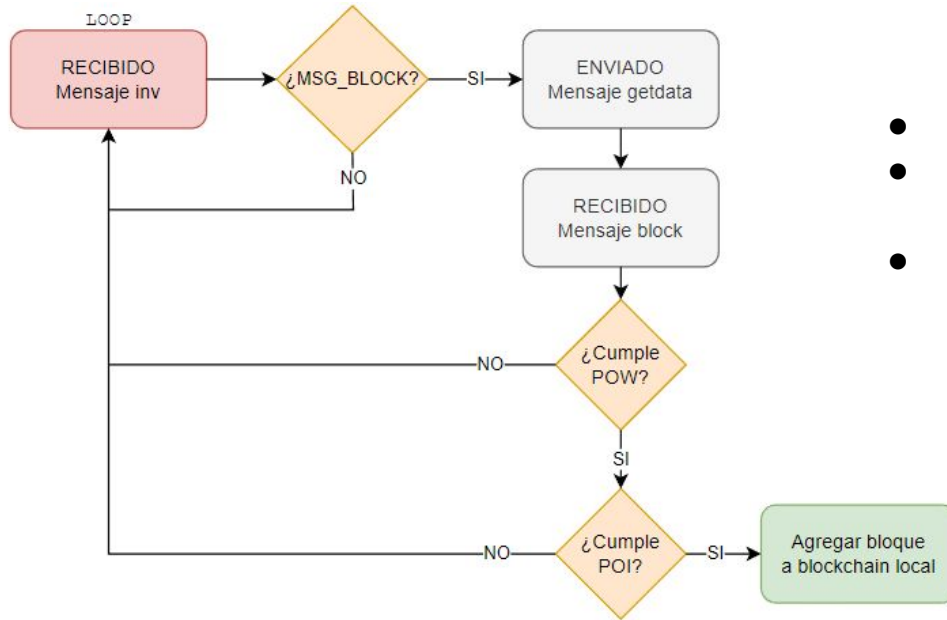 LOOP
RECIBIDO
Mensaje inv
¿MSG_BLOCK?
SI
ENVIADO
Mensaje getdata
NO
RECIBIDO
Mensaje block
¿Cumple
POW?
NO
SI
¿Cumple
POI?
NO
SI
Agregar bloque
a blockchain local